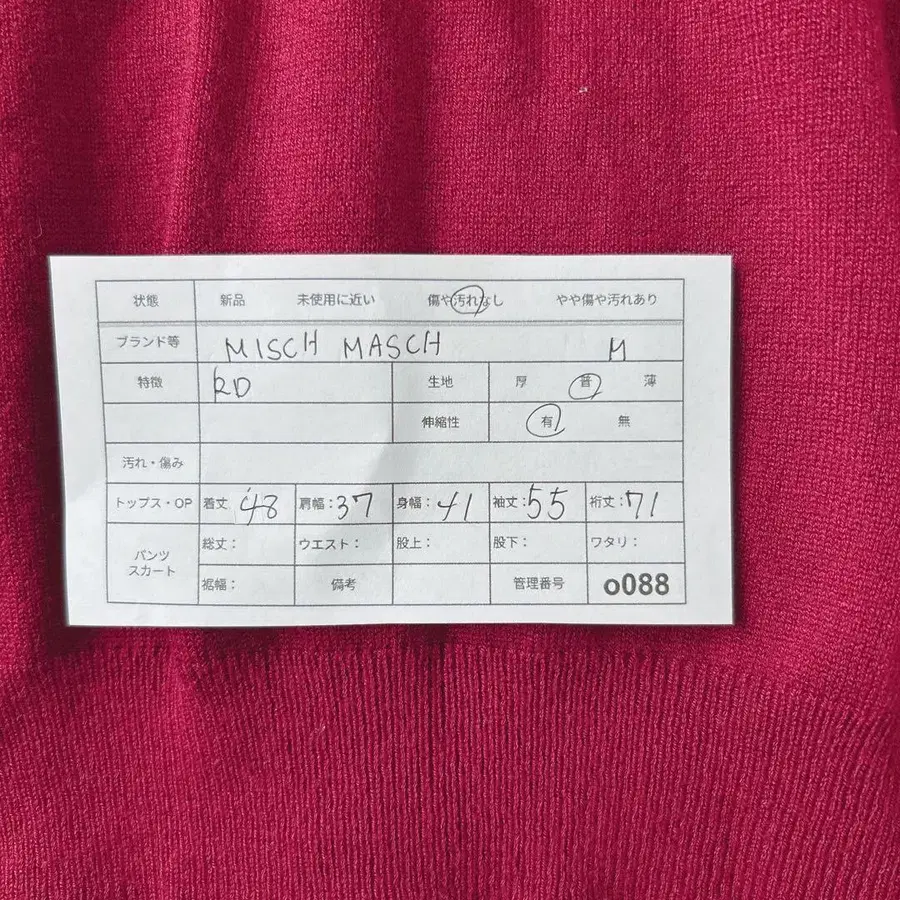 状態 新品 未使用に近い 傷や汚れなし やや傷や汚れあり
ブランド等 MISCH MASCH M
特徴 RD 生地 厚 普 薄
伸縮性 有 無
汚れ・傷み
トップス・OP 着丈:48 肩幅:37 身幅:41 袖丈:55 裄丈:71
パンツ スカート 総丈: ウエスト: 股上: 股下: ワタリ:
裾幅: 備考 管理番号 o088